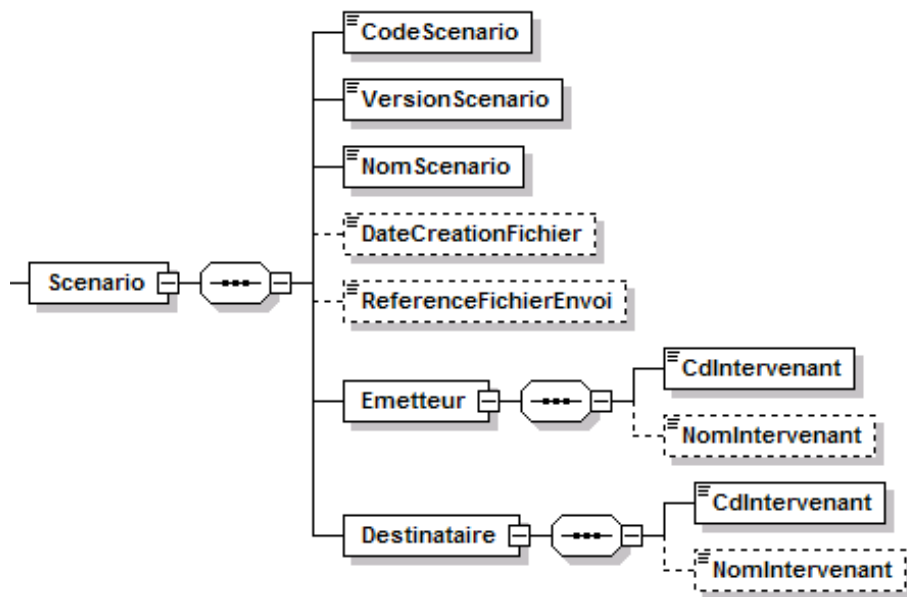 CodeScenario
VersionScenario
NomScenario
DateCreationFichier
Scenario
ReferenceFichierEnvoi
Emetteur
CdIntervenant
NomIntervenant
Destinataire
CdIntervenant
NomIntervenant